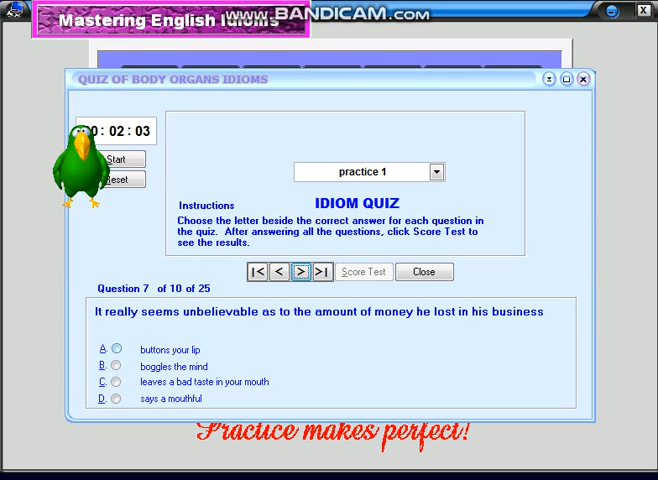 Mastering English Idioms
www.BANDICAM.com
QUIZ OF BODY ORGANS IDIOMS
: 02 : 03
Start
Reset
practice 1
Instructions
IDIOM QUIZ
Choose the letter beside the correct answer for each question in
the quiz. After answering all the questions, click Score Test to
see the results.
|< < > >| Score Test Close
Question 7 of 10 of 25
It really seems unbelievable as to the amount of money he lost in his business
A. buttons your lip
B. boggles the mind
C. leaves a bad taste in your mouth
D. says a mouthful
Practice makes perfect!